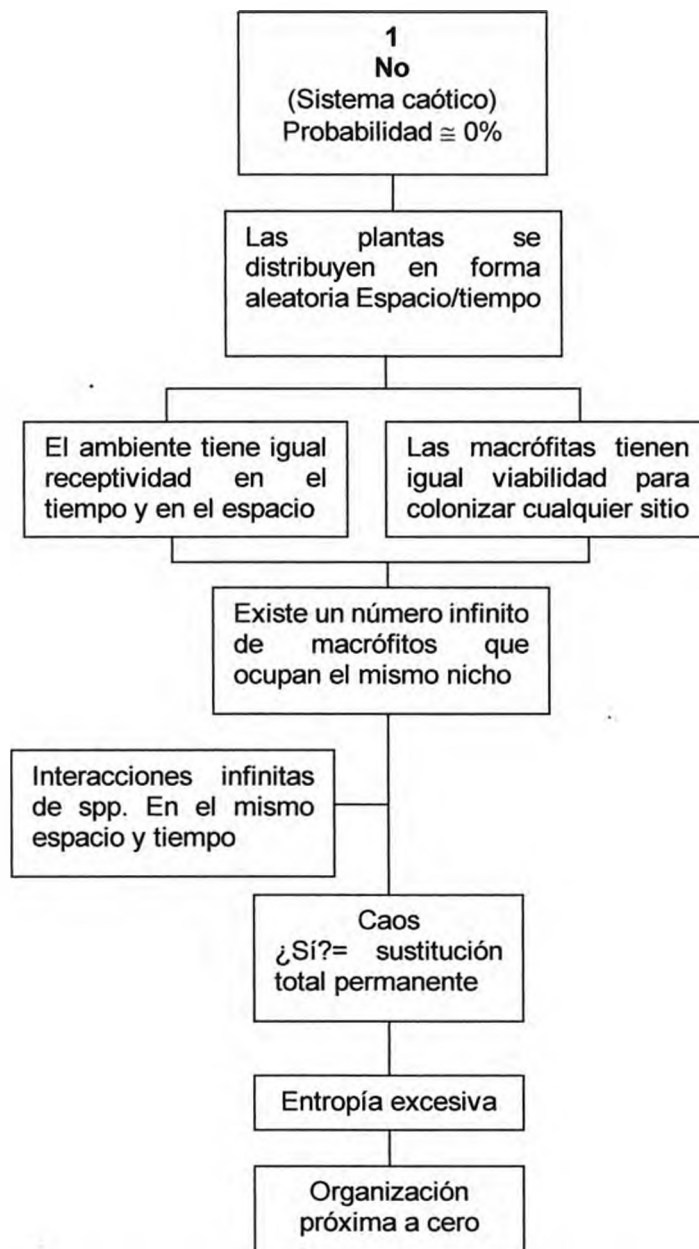 1
No
(Sistema caótico)
Probabilidad ≅ 0%
Las plantas se
distribuyen en forma
aleatoria Espacio/tiempo
El ambiente tiene igual
receptividad en el
tiempo y en el espacio
Las macrófitas tienen
igual viabilidad para
colonizar cualquier sitio
Existe un número infinito
de macrófitos que
ocupan el mismo nicho
Interacciones infinitas
de spp. En el mismo
espacio y tiempo
Caos
¿Sí?= sustitución
total permanente
Entropía excesiva
Organización
próxima a cero